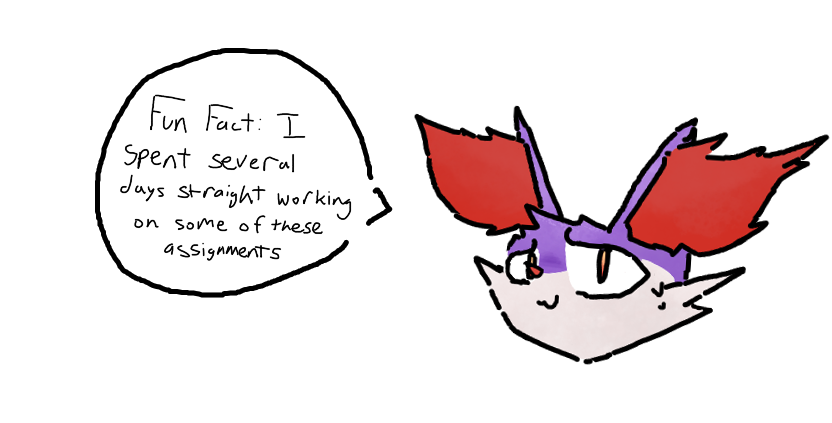 Fun Fact: I
spent several
days straight working
on some of these
assignments